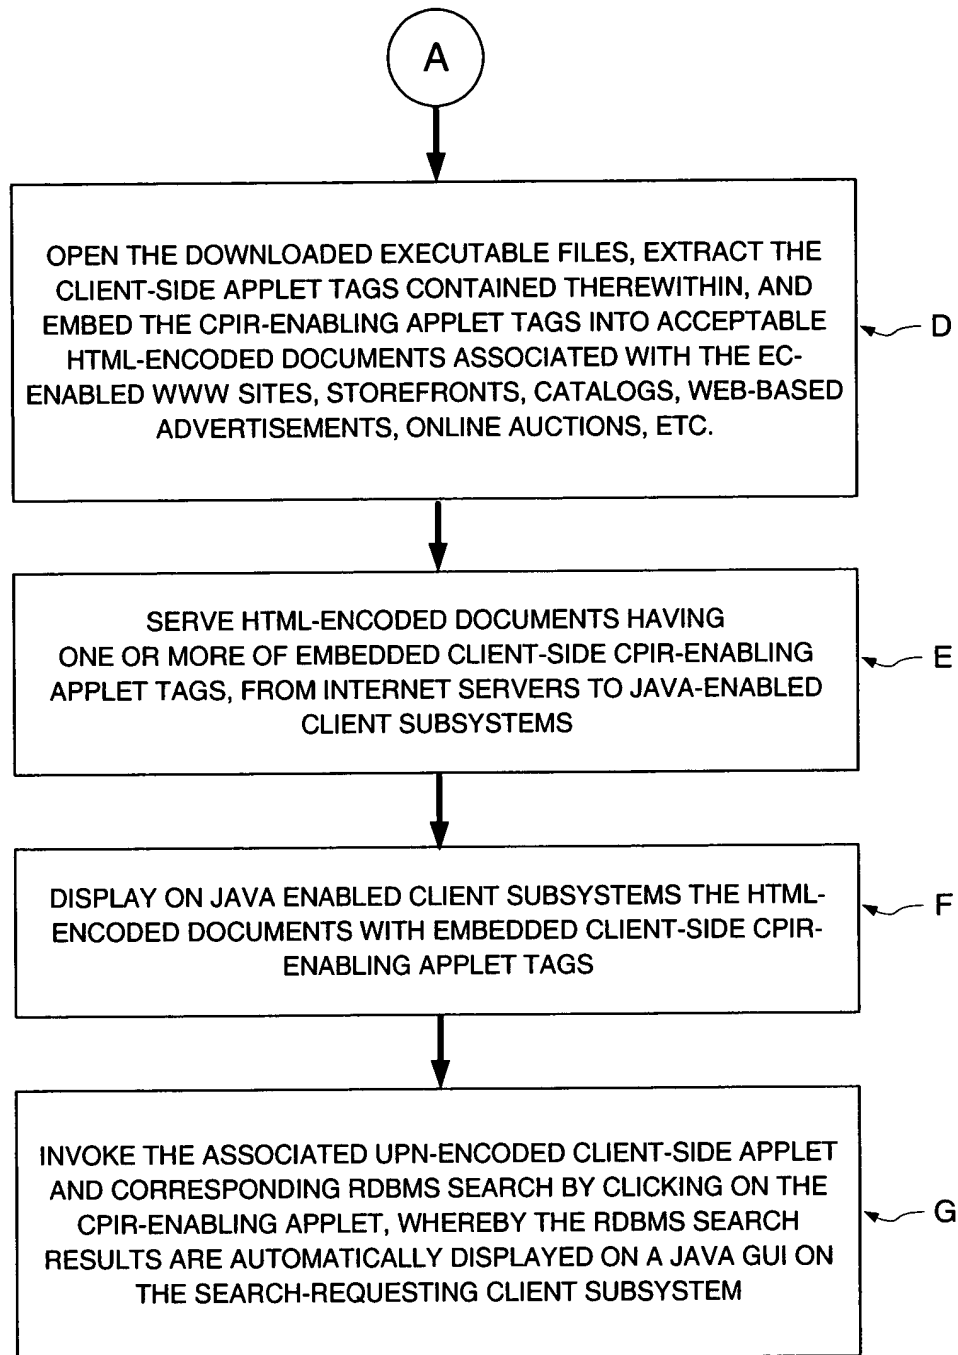 A
OPEN THE DOWNLOADED EXECUTABLE FILES, EXTRACT THE
CLIENT-SIDE APPLET TAGS CONTAINED THEREWITHIN, AND
EMBED THE CPIR-ENABLING APPLET TAGS INTO ACCEPTABLE
HTML-ENCODED DOCUMENTS ASSOCIATED WITH THE EC-
ENABLED WWW SITES, STOREFRONTS, CATALOGS, WEB-BASED
ADVERTISEMENTS, ONLINE AUCTIONS, ETC.
D
SERVE HTML-ENCODED DOCUMENTS HAVING
ONE OR MORE OF EMBEDDED CLIENT-SIDE CPIR-ENABLING
APPLET TAGS, FROM INTERNET SERVERS TO JAVA-ENABLED
CLIENT SUBSYSTEMS
E
DISPLAY ON JAVA ENABLED CLIENT SUBSYSTEMS THE HTML-
ENCODED DOCUMENTS WITH EMBEDDED CLIENT-SIDE CPIR-
ENABLING APPLET TAGS
F
INVOKE THE ASSOCIATED UPN-ENCODED CLIENT-SIDE APPLET
AND CORRESPONDING RDBMS SEARCH BY CLICKING ON THE
CPIR-ENABLING APPLET, WHEREBY THE RDBMS SEARCH
RESULTS ARE AUTOMATICALLY DISPLAYED ON A JAVA GUI ON
THE SEARCH-REQUESTING CLIENT SUBSYSTEM
G